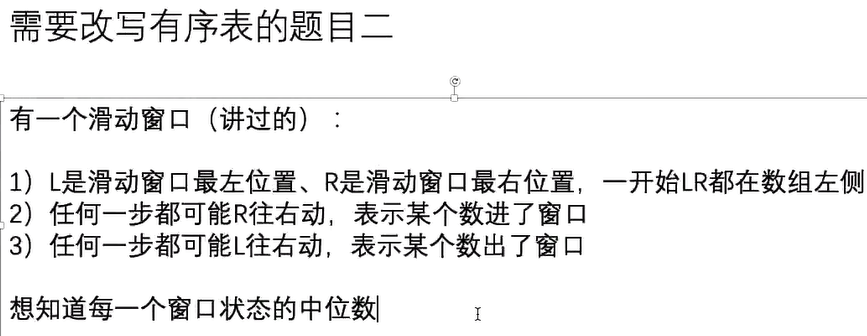 需要改写有序表的题目二
有一个滑动窗口（讲过的）：
1）L是滑动窗口最左位置、R是滑动窗口最右位置，一开始LR都在数组左侧
2）任何一步都可能R往右动，表示某个数进了窗口
3）任何一步都可能L往右动，表示某个数出了窗口
想知道每一个窗口状态的中位数